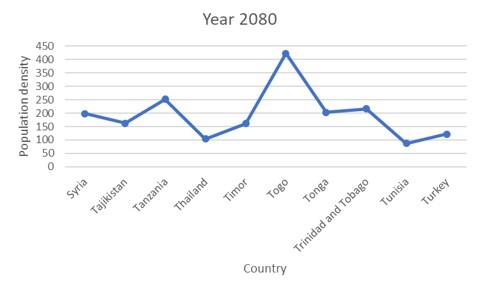 Year 2080
Population density
450
400
350
300
250
200
150
100
50
0
Syria
Tajikistan
Tanzania
Thailand
Timor
Togo
Tonga
Trinidad and Tobago
Tunisia
Turkey
Country